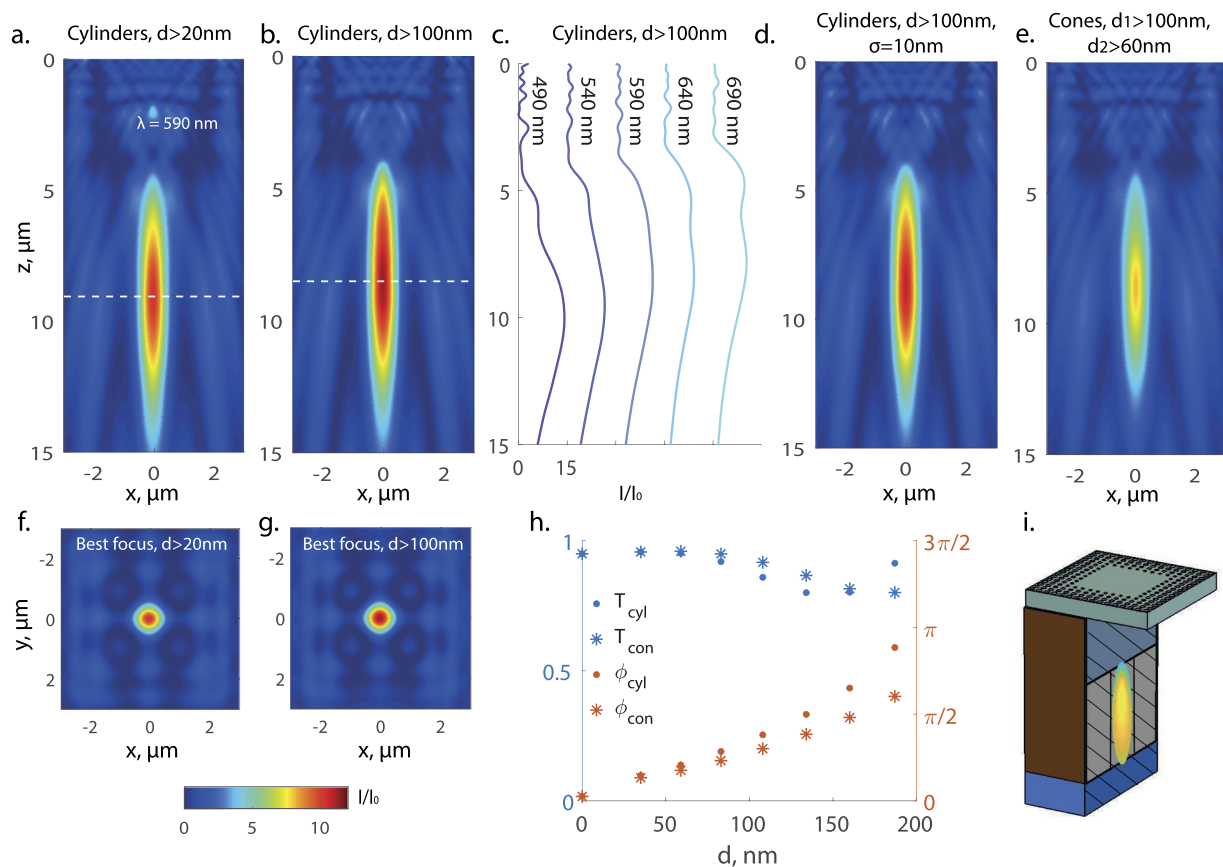 a. Cylinders, d>20nm
b. Cylinders, d>100nm
c. Cylinders, d>100nm
d. Cylinders, d>100nm,
σ=10nm
e. Cones, d1>100nm,
d2>60nm
0
5
10
15
z, µm
λ = 590 nm
-2 0 2
x, µm
0
5
10
15
-2 0 2
x, µm
0
5
10
15
490 nm
540 nm
590 nm
640 nm
690 nm
0 15
I/I0
0
5
10
15
-2 0 2
x, µm
0
5
10
15
-2 0 2
x, µm
f.
Best focus, d>20nm
-2
0
2
y, µm
-2 0 2
x, µm
g.
Best focus, d>100nm
-2
0
2
-2 0 2
x, µm
I/I0
0 5 10
h.
1
0.5
0
Tcyl
Tcon
ϕcyl
ϕcon
3π/2
π
π/2
0
0 50 100 150 200
d, nm
i.